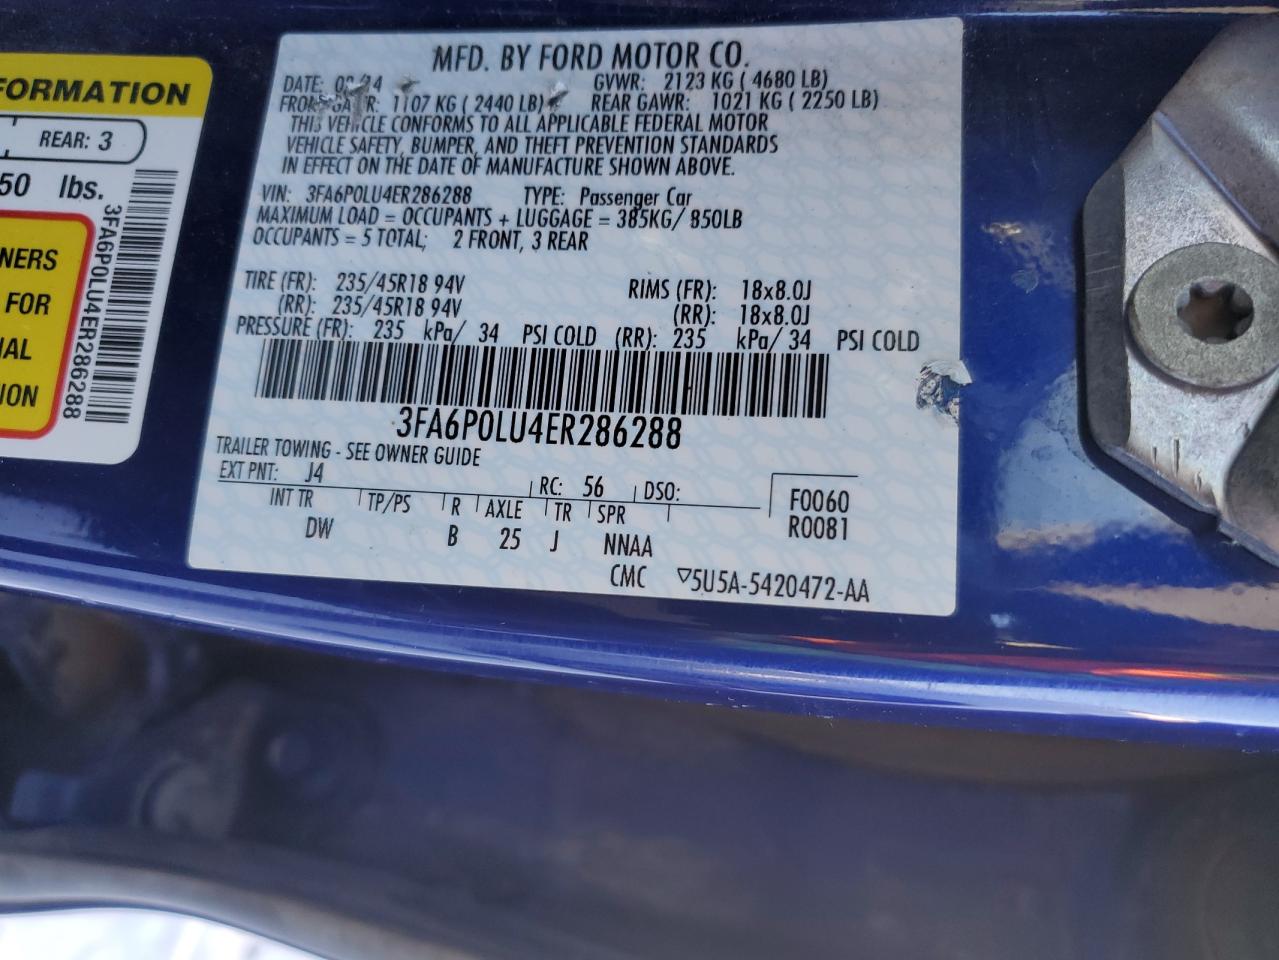 FORMATION
REAR: 3
50 lbs.
NERS
FOR
IAL
ION
3FA6P0LU4ER286288
MFD. BY FORD MOTOR CO.
DATE: GVWR: 2123 KG ( 4680 LB)
FRONT GAWR: 1107 KG ( 2440 LB) REAR GAWR: 1021 KG ( 2250 LB)
THIS VEHICLE CONFORMS TO ALL APPLICABLE FEDERAL MOTOR
VEHICLE SAFETY, BUMPER, AND THEFT PREVENTION STANDARDS
IN EFFECT ON THE DATE OF MANUFACTURE SHOWN ABOVE.
VIN: 3FA6P0LU4ER286288 TYPE: Passenger Car
MAXIMUM LOAD = OCCUPANTS + LUGGAGE = 385KG/ 850LB
OCCUPANTS = 5 TOTAL; 2 FRONT, 3 REAR
TIRE (FR): 235/45R18 94V RIMS (FR): 18x8.0J
(RR): 235/45R18 94V (RR): 18x8.0J
PRESSURE (FR): 235 kPa/ 34 PSI COLD (RR): 235 kPa/ 34 PSI COLD
3FA6P0LU4ER286288
TRAILER TOWING - SEE OWNER GUIDE
EXT PNT: J4 RC: 56 DSO: F0060
INT TR TP/PS R AXLE TR SPR R0081
DW B 25 J NNAA
CMC ▽5U5A-5420472-AA